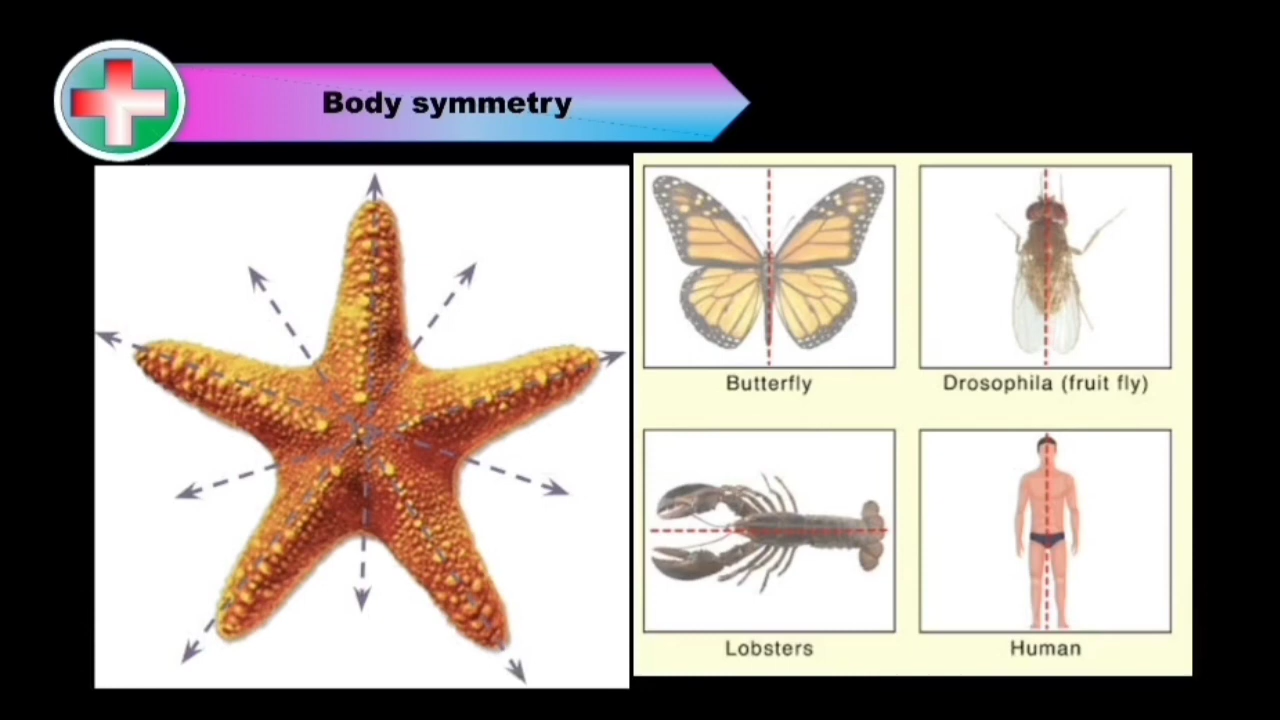 Body symmetry
Butterfly
Drosophila (fruit fly)
Lobsters
Human